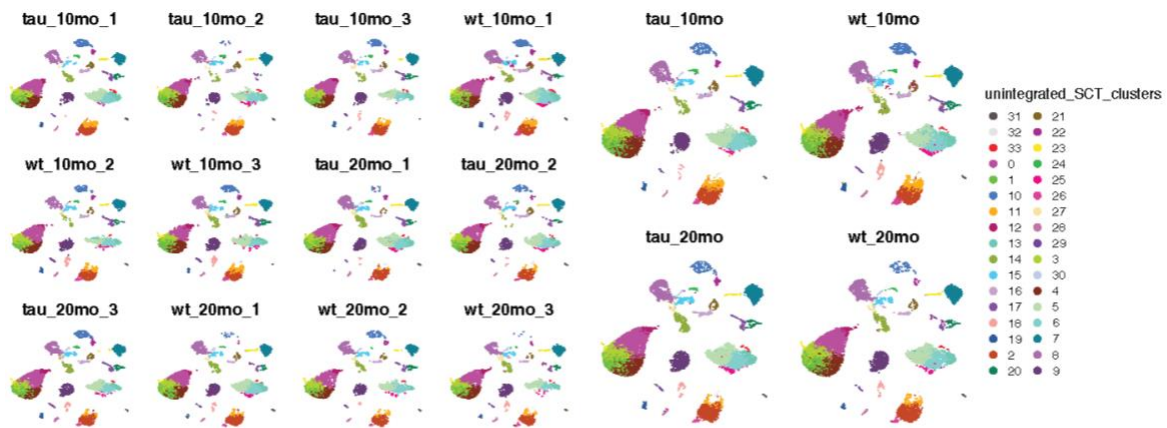 tau_10mo_1 tau_10mo_2 tau_10mo_3 wt_10mo_1
wt_10mo_2 wt_10mo_3 tau_20mo_1 tau_20mo_2
tau_20mo_3 wt_20mo_1 wt_20mo_2 wt_20mo_3
tau_10mo wt_10mo
tau_20mo wt_20mo
unintegrated_SCT_clusters
31 21
32 22
33 23
0 24
1 25
10 26
11 27
12 28
13 29
14 3
15 30
16 4
17 5
18 6
19 7
2 8
20 9